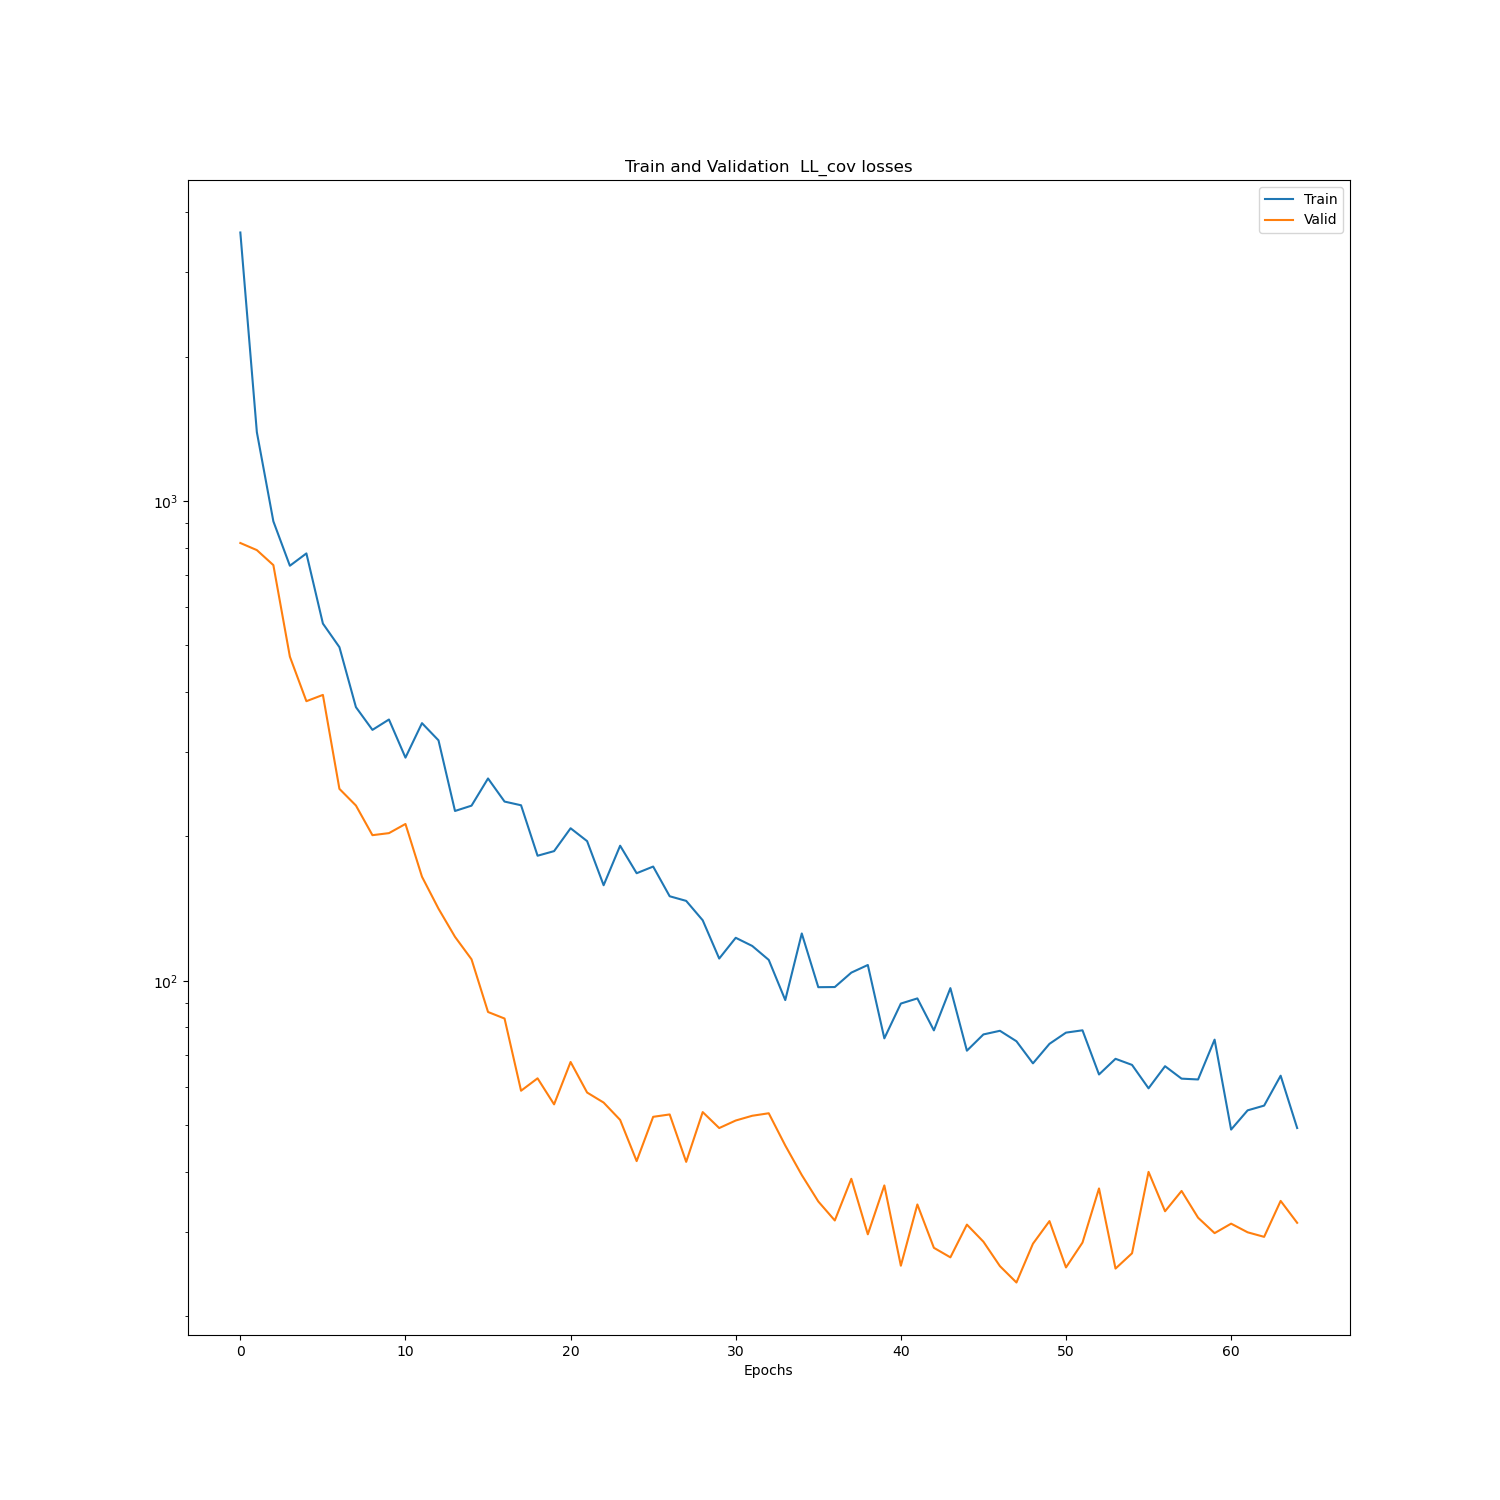 Train and Validation  LL_cov losses
Train
Valid
10³
10²
0 10 20 30 40 50 60
Epochs